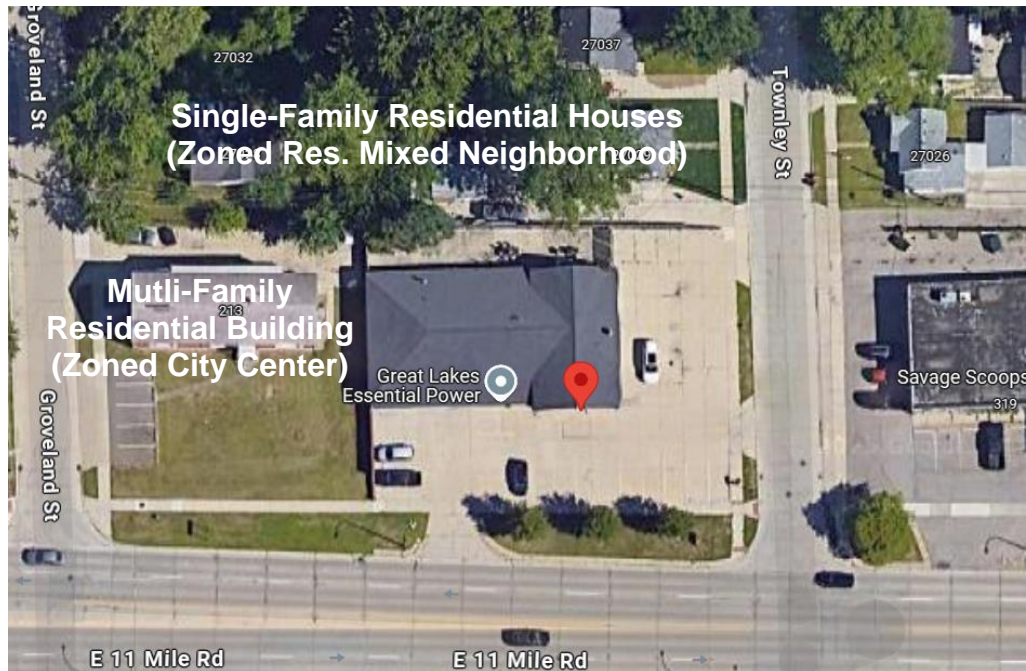 Groveland St
27032
27037
Townley St
Single-Family Residential Houses
(Zoned Res. Mixed Neighborhood)
27026
Mutli-Family
213
Residential Building
(Zoned City Center)
Great Lakes
Essential Power
Savage Scoops
319
Groveland St
E 11 Mile Rd
E 11 Mile Rd